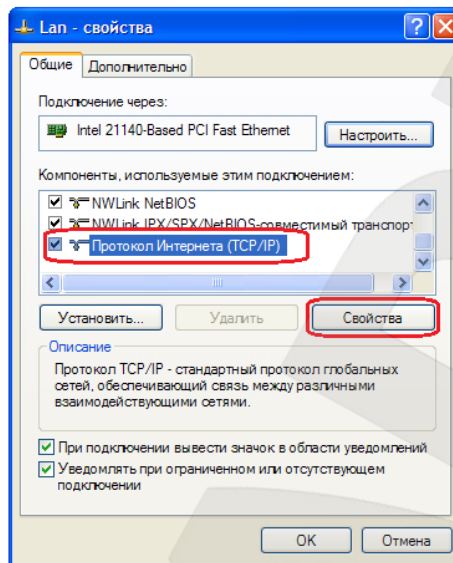 Lan - свойства
Общие
Дополнительно
Подключение через:
Intel 21140-Based PCI Fast Ethernet
Настроить...
Компоненты, используемые этим подключением:
NWLink NetBIOS
NWLink IPX/SPX/NetBIOS-совместимый транспорт
Протокол Интернета (TCP/IP)
Установить...
Удалить
Свойства
Описание
Протокол TCP/IP - стандартный протокол глобальных
сетей, обеспечивающий связь между различными
взаимодействующими сетями.
При подключении вывести значок в области уведомлений
Уведомлять при ограниченном или отсутствующем
подключении
OK
Отмена